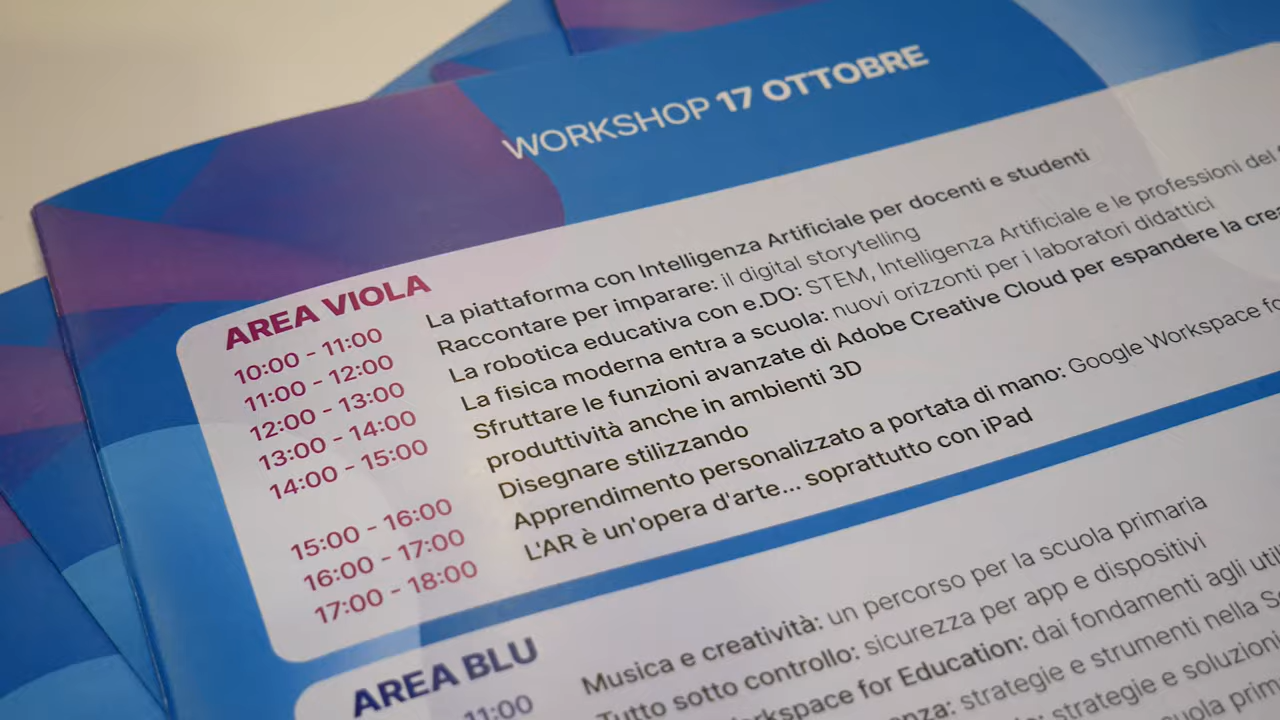 WORKSHOP 17 OTTOBRE
AREA VIOLA
10:00 - 11:00 La piattaforma con Intelligenza Artificiale per docenti e studenti
11:00 - 12:00 Raccontare per imparare: il digital storytelling
12:00 - 13:00 La robotica educativa con e.DO: STEM, Intelligenza Artificiale e le professioni del
13:00 - 14:00 La fisica moderna entra a scuola: nuovi orizzonti per i laboratori didattici
14:00 - 15:00 Sfruttare le funzioni avanzate di Adobe Creative Cloud per espandere la
produttività anche in ambienti 3D
15:00 - 16:00 Disegnare stilizzando
16:00 - 17:00 Apprendimento personalizzato a portata di mano: Google Workspace
17:00 - 18:00 L'AR è un'opera d'arte... soprattutto con iPad
AREA BLU
11:00 Musica e creatività: un percorso per la scuola primaria
Tutto sotto controllo: sicurezza per app e dispositivi
for Education: dai fondamenti agli
strategie e strumenti nella
strategie e soluzioni